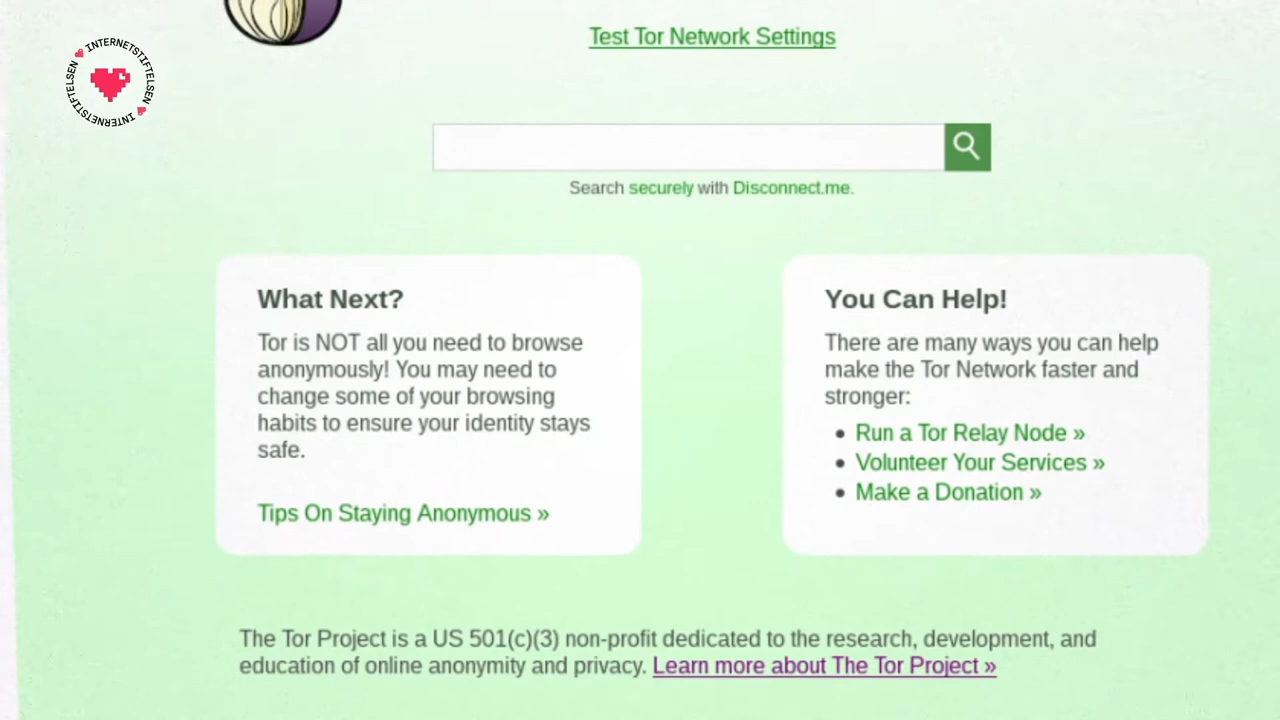 Test Tor Network Settings
INTERNETSTIFTELSEN INTERNETSTIFTELSEN
Search securely with Disconnect.me.
What Next?
Tor is NOT all you need to browse
anonymously! You may need to
change some of your browsing
habits to ensure your identity stays
safe.
Tips On Staying Anonymous »
You Can Help!
There are many ways you can help
make the Tor Network faster and
stronger:
• Run a Tor Relay Node »
• Volunteer Your Services »
• Make a Donation »
The Tor Project is a US 501(c)(3) non-profit dedicated to the research, development, and
education of online anonymity and privacy. Learn more about The Tor Project »